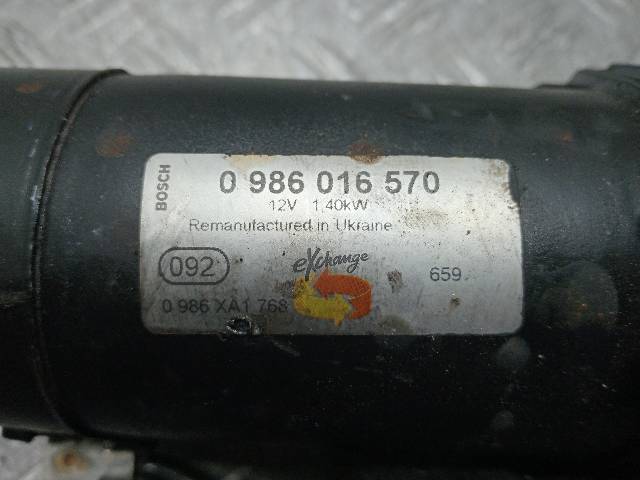 BOSCH
0 986 016 570
12V 1,40kW
Remanufactured in Ukraine
092
eXchange
659
0 986 XA1 768